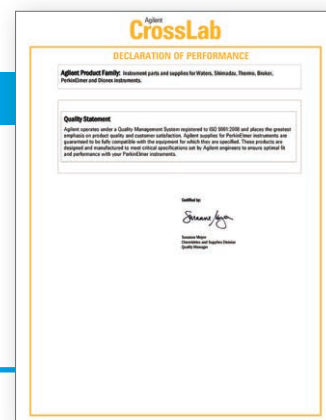 Agilent
CrossLab
DECLARATION OF PERFORMANCE
Agilent Product Family: Instrument parts and supplies for Waters, Shimadzu, Thermo, Bruker,
PerkinElmer and Dionex instruments.
Quality Statement
Agilent operates under a Quality Management System registered to ISO 9001:2008 and places the greatest
emphasis on product quality and customer satisfaction. Agilent supplies for PerkinElmer instruments are
guaranteed to be fully compatible with the equipment for which they are specified. These products are
designed and manufactured to meet critical specifications set by Agilent engineers to ensure optimal fit
and performance with your PerkinElmer instruments.
Certified by:
Suzanne Mayer
Chemistries and Supplies Division
Quality Manager